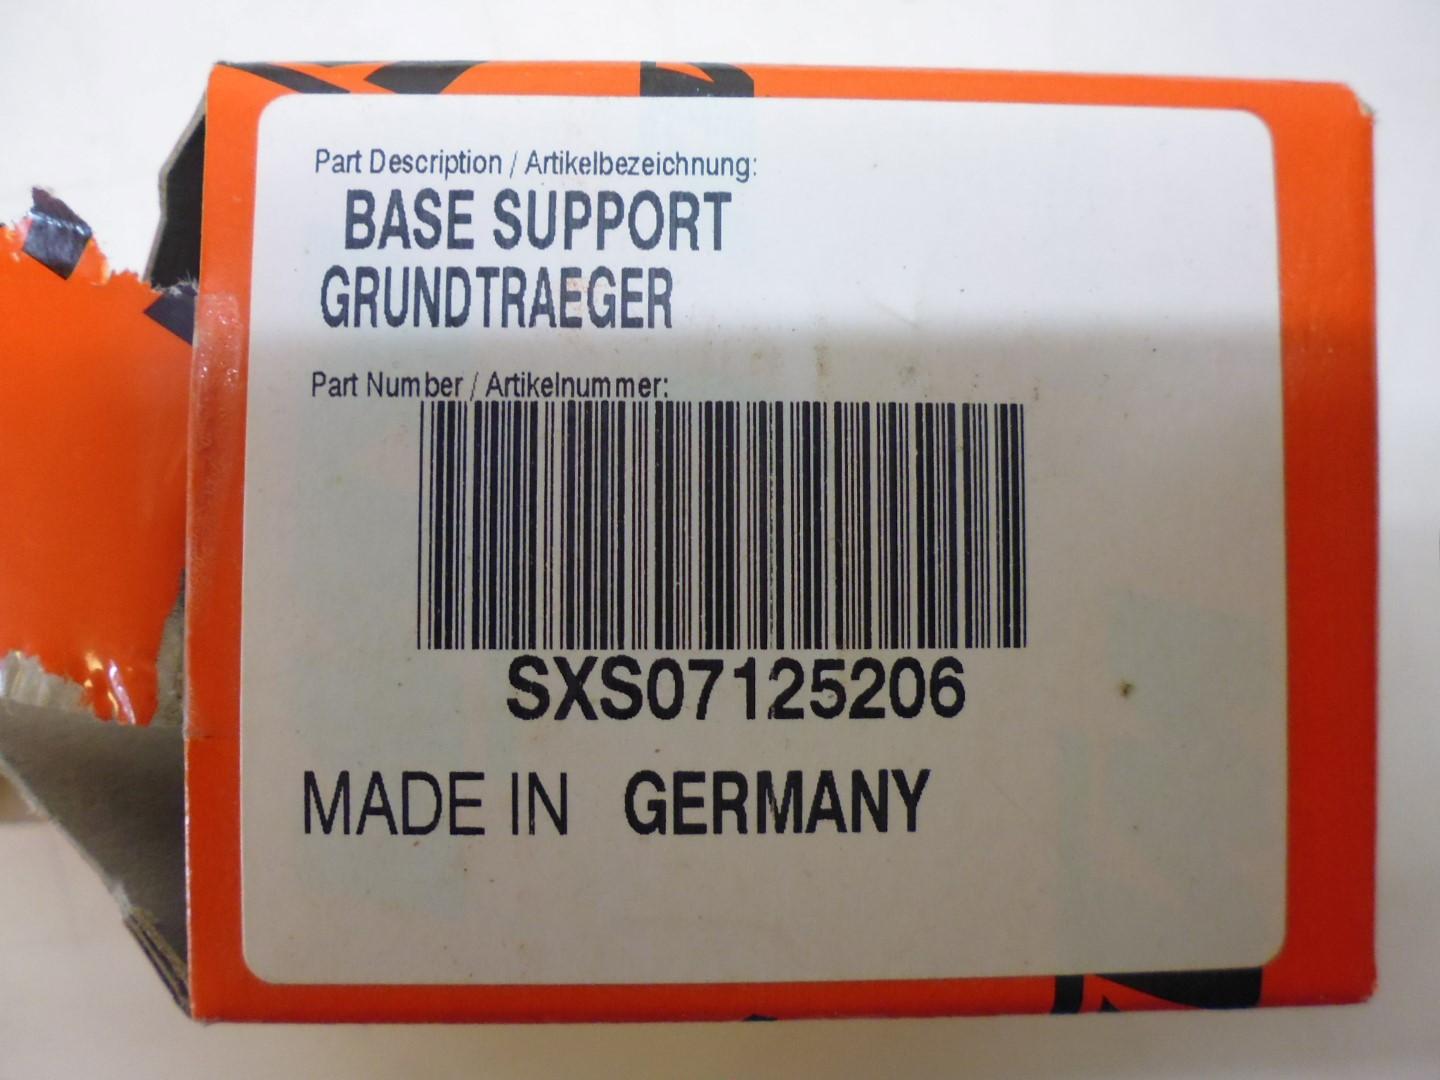 Part Description / Artikelbezeichnung:
BASE SUPPORT
GRUNDTRAEGER
Part Number / Artikelnummer:
SXS07125206
MADE IN GERMANY